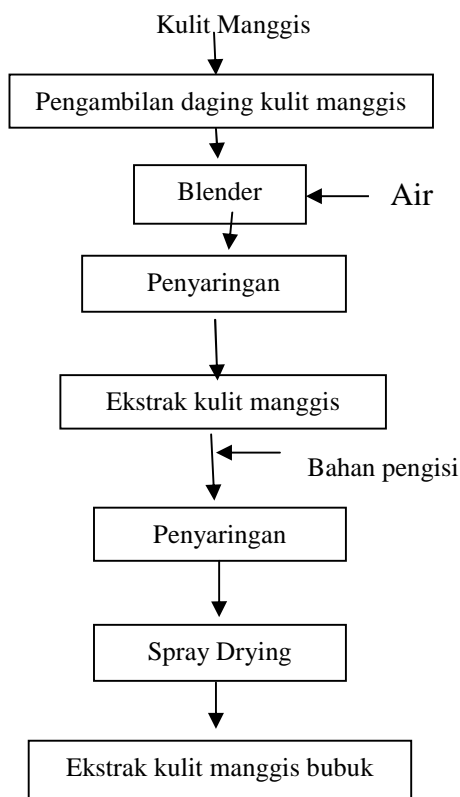 Kulit Manggis
Pengambilan daging kulit manggis
Blender
Air
Penyaringan
Ekstrak kulit manggis
Bahan pengisi
Penyaringan
Spray Drying
Ekstrak kulit manggis bubuk